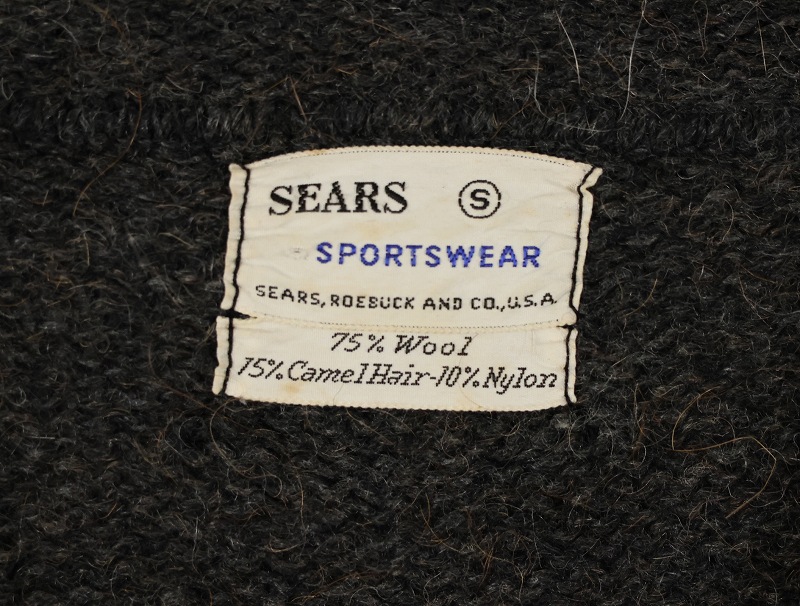 SEARS S
SPORTSWEAR
SEARS, ROEBUCK AND CO., U.S.A.
75% Wool
15% Camel Hair-10% Nylon